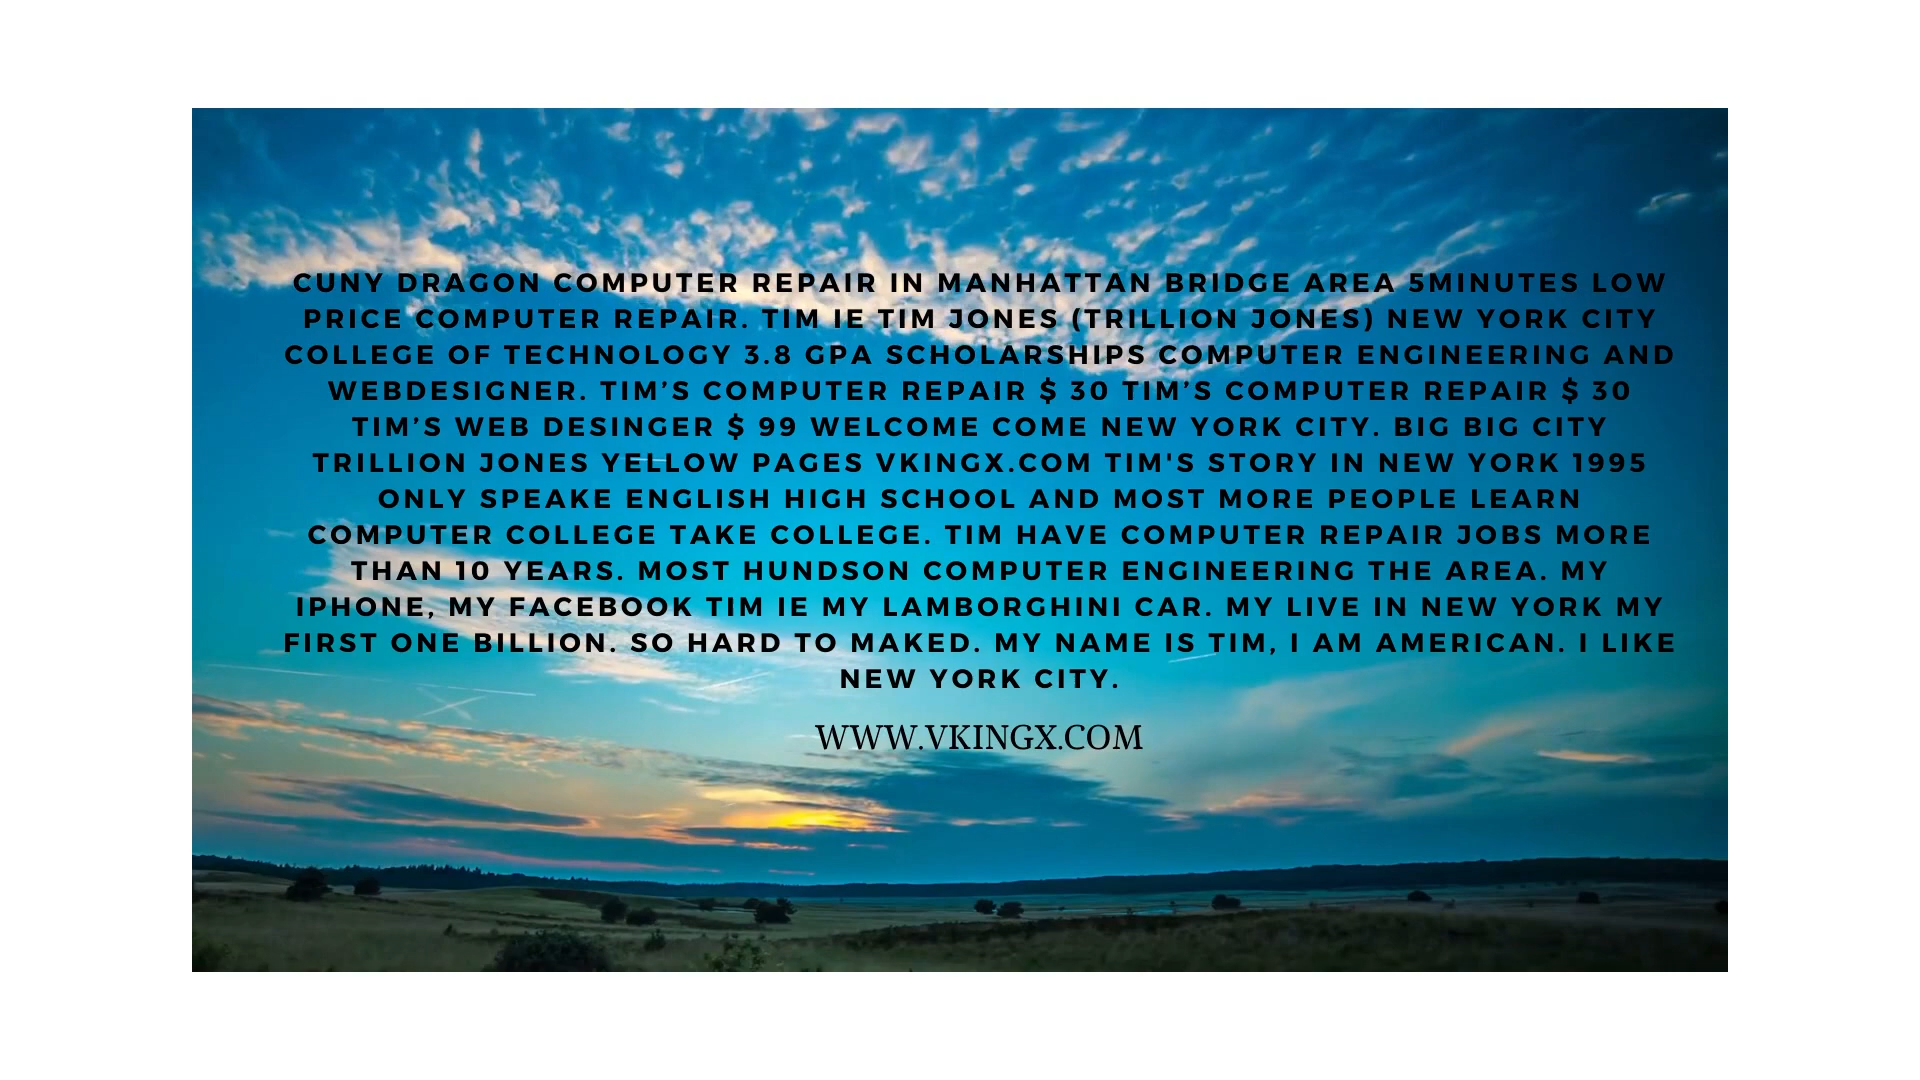 CUNY DRAGON COMPUTER REPAIR IN MANHATTAN BRIDGE AREA 5MINUTES LOW
PRICE COMPUTER REPAIR. TIM IE TIM JONES (TRILLION JONES) NEW YORK CITY
COLLEGE OF TECHNOLOGY 3.8 GPA SCHOLARSHIPS COMPUTER ENGINEERING AND
WEBDESIGNER. TIM’S COMPUTER REPAIR $ 30 TIM’S COMPUTER REPAIR $ 30
TIM’S WEB DESINGER $ 99 WELCOME COME NEW YORK CITY. BIG BIG CITY
TRILLION JONES YELLOW PAGES VKINGX.COM TIM'S STORY IN NEW YORK 1995
ONLY SPEAKE ENGLISH HIGH SCHOOL AND MOST MORE PEOPLE LEARN
COMPUTER COLLEGE TAKE COLLEGE. TIM HAVE COMPUTER REPAIR JOBS MORE
THAN 10 YEARS. MOST HUNDSON COMPUTER ENGINEERING THE AREA. MY
IPHONE, MY FACEBOOK TIM IE MY LAMBORGHINI CAR. MY LIVE IN NEW YORK MY
FIRST ONE BILLION. SO HARD TO MAKED. MY NAME IS TIM, I AM AMERICAN. I LIKE
NEW YORK CITY.
WWW.VKINGX.COM